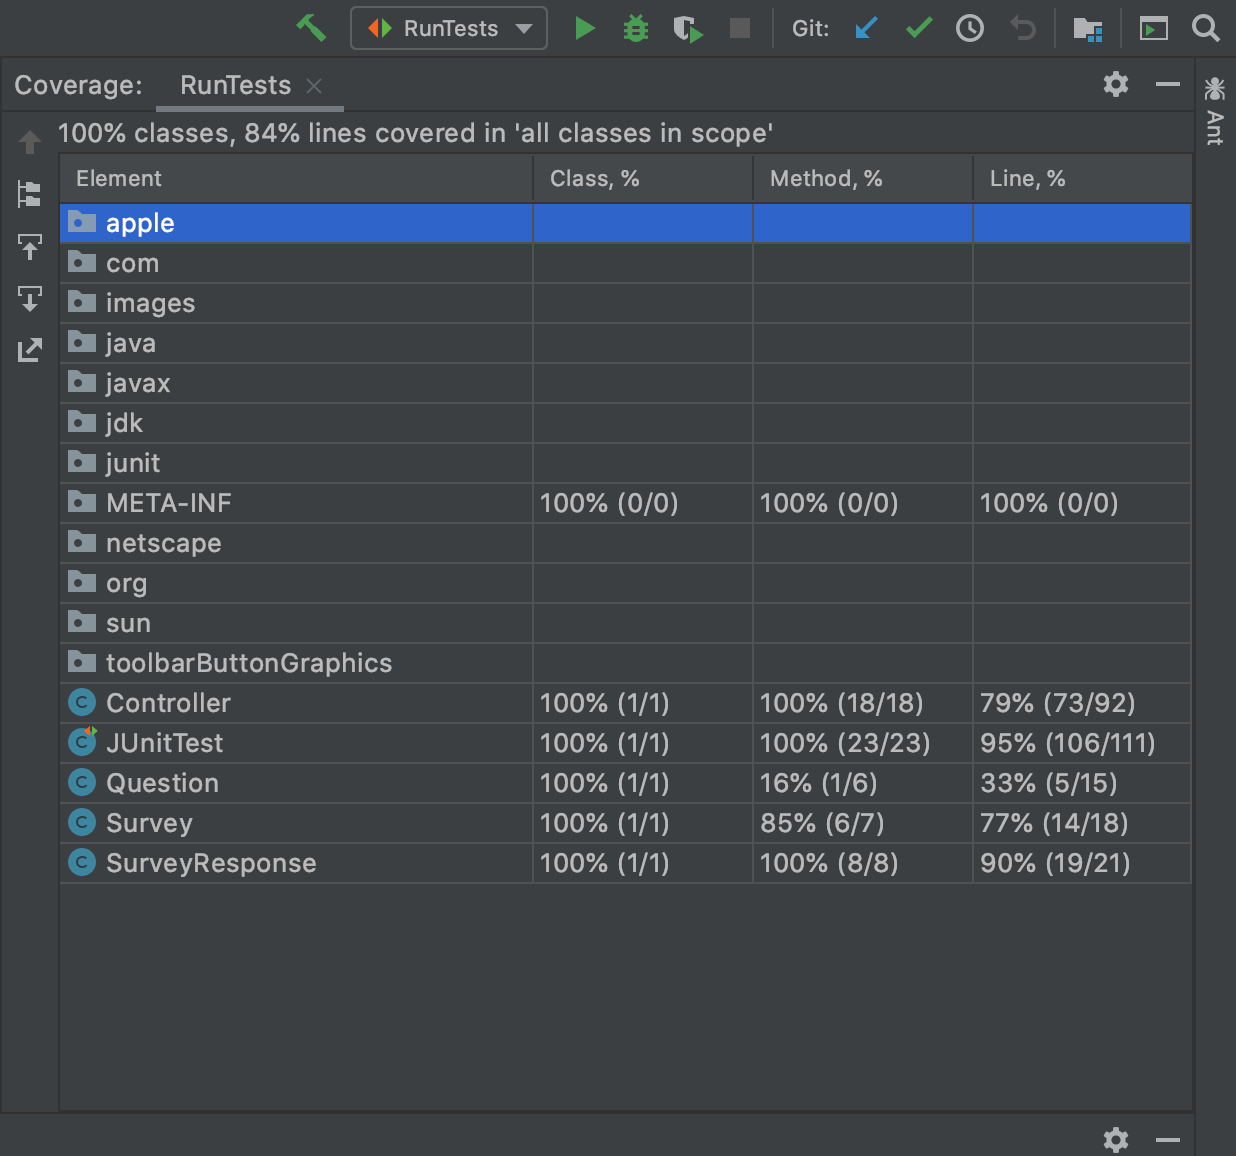 RunTests Git:
Coverage: RunTests
Ant
100% classes, 84% lines covered in 'all classes in scope'
Element Class, % Method, % Line, %
apple
com
images
java
javax
jdk
junit
META-INF 100% (0/0) 100% (0/0) 100% (0/0)
netscape
org
sun
toolbarButtonGraphics
C Controller 100% (1/1) 100% (18/18) 79% (73/92)
C JUnitTest 100% (1/1) 100% (23/23) 95% (106/111)
C Question 100% (1/1) 16% (1/6) 33% (5/15)
C Survey 100% (1/1) 85% (6/7) 77% (14/18)
C SurveyResponse 100% (1/1) 100% (8/8) 90% (19/21)